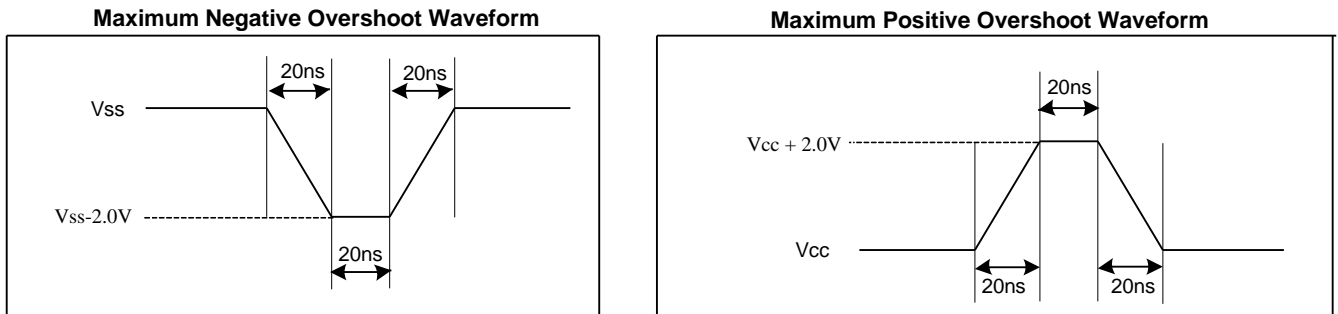 Maximum Negative Overshoot Waveform
20ns
20ns
Vss
Vss-2.0V
20ns
Maximum Positive Overshoot Waveform
20ns
Vcc + 2.0V
Vcc
20ns
20ns